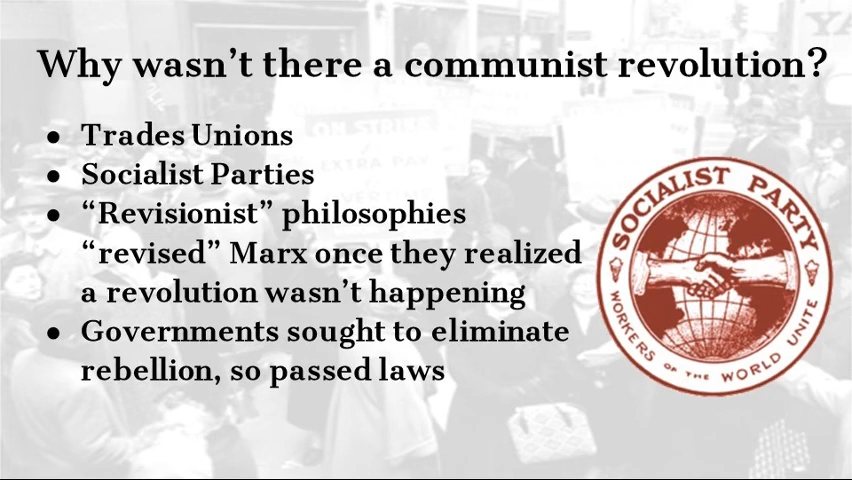 Why wasn't there a communist revolution?
● Trades Unions
● Socialist Parties
● “Revisionist” philosophies
“revised” Marx once they realized
a revolution wasn't happening
● Governments sought to eliminate
rebellion, so passed laws
SOCIALIST PARTY
WORKERS OF THE WORLD UNITE
ON STRIKE
EXTRA PAY